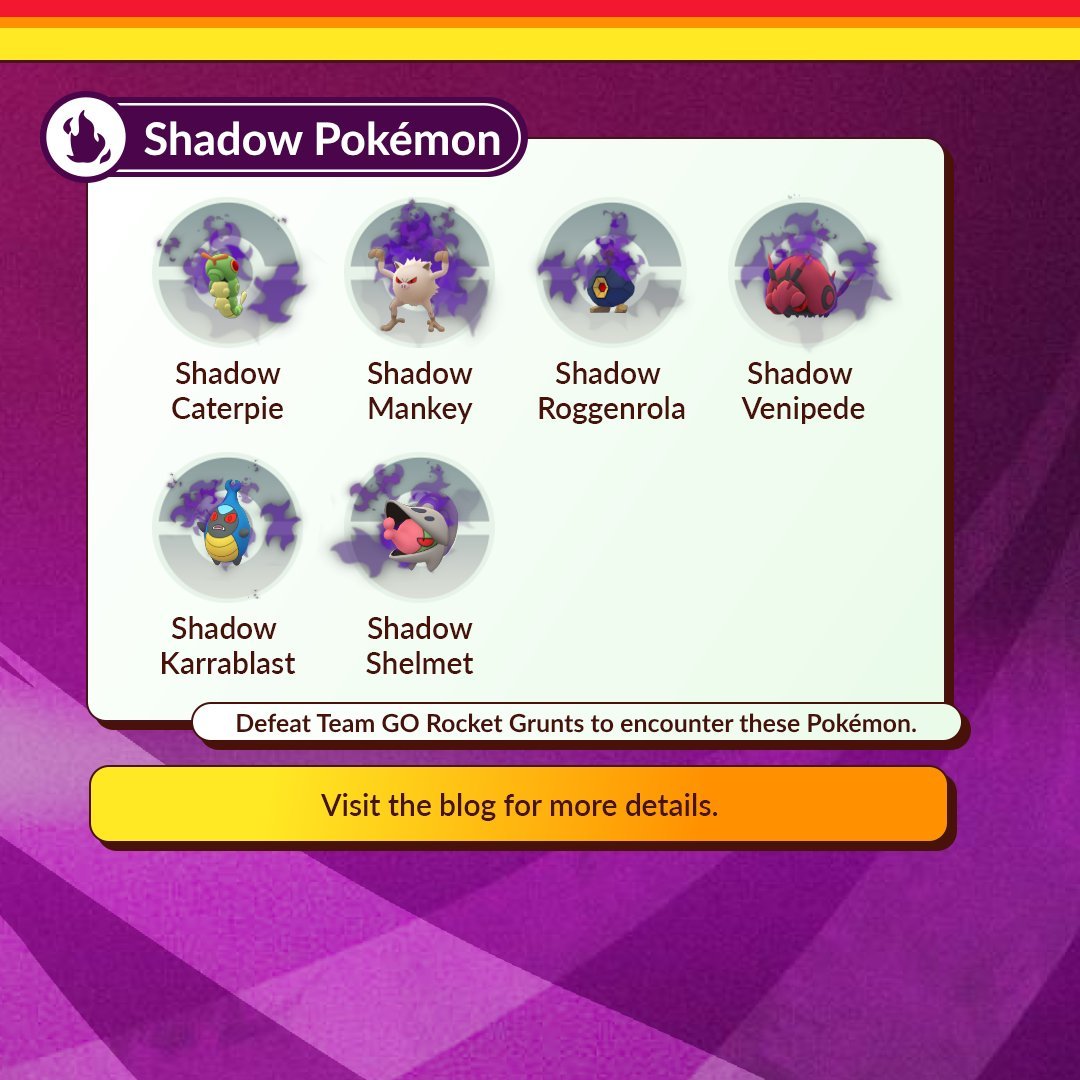 Shadow Pokémon
Shadow
Caterpie
Shadow
Mankey
Shadow
Roggenrola
Shadow
Venipede
Shadow
Karrablast
Shadow
Shelmet
Defeat Team GO Rocket Grunts to encounter these Pokémon.
Visit the blog for more details.